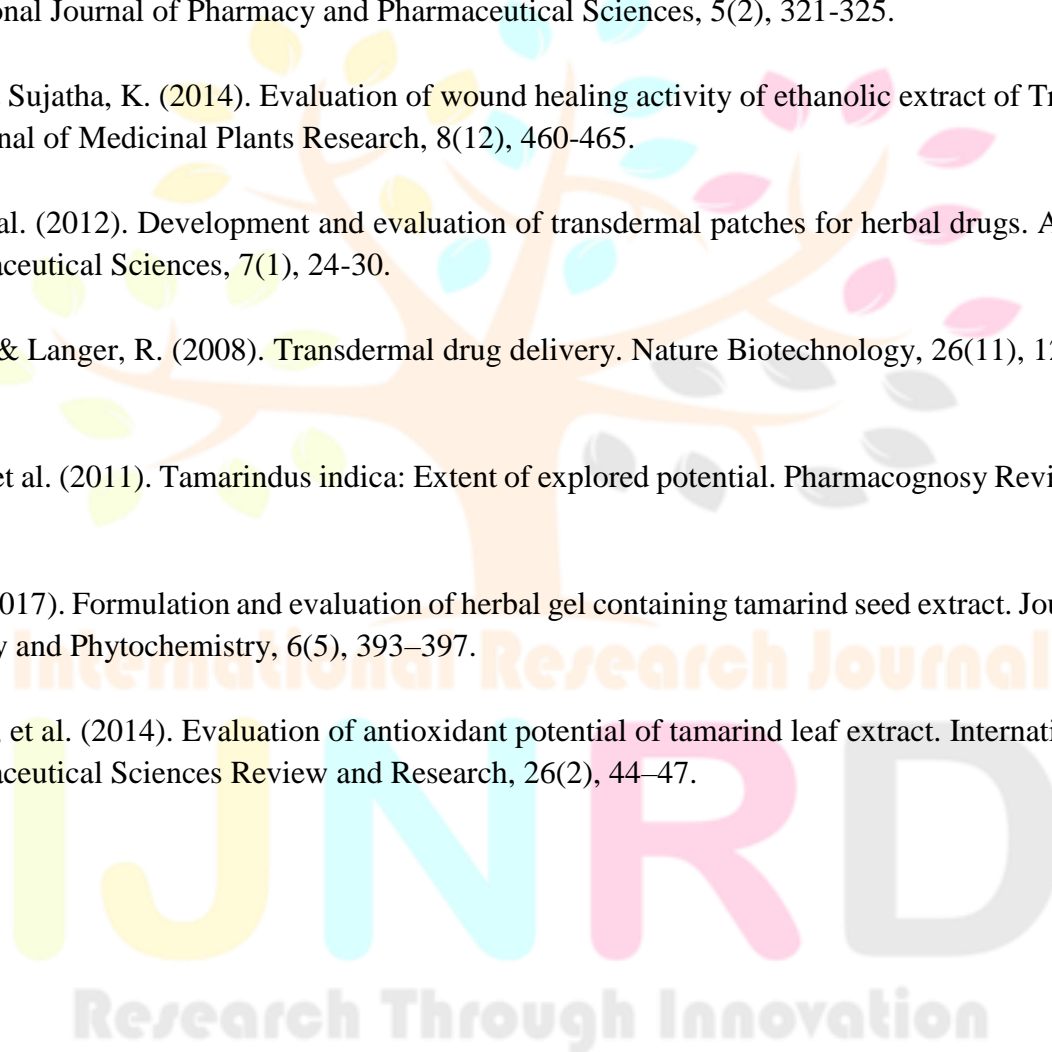 onal Journal of Pharmacy and Pharmaceutical Sciences, 5(2), 321-325.
Sujatha, K. (2014). Evaluation of wound healing activity of ethanolic extract of Tr
nal of Medicinal Plants Research, 8(12), 460-465.
al. (2012). Development and evaluation of transdermal patches for herbal drugs. A
aceutical Sciences, 7(1), 24-30.
& Langer, R. (2008). Transdermal drug delivery. Nature Biotechnology, 26(11), 12
et al. (2011). Tamarindus indica: Extent of explored potential. Pharmacognosy Revi
017). Formulation and evaluation of herbal gel containing tamarind seed extract. Jou
y and Phytochemistry, 6(5), 393–397.
International Research Journal
, et al. (2014). Evaluation of antioxidant potential of tamarind leaf extract. Internati
aceutical Sciences Review and Research, 26(2), 44–47.
IJNRD
Research Through Innovation